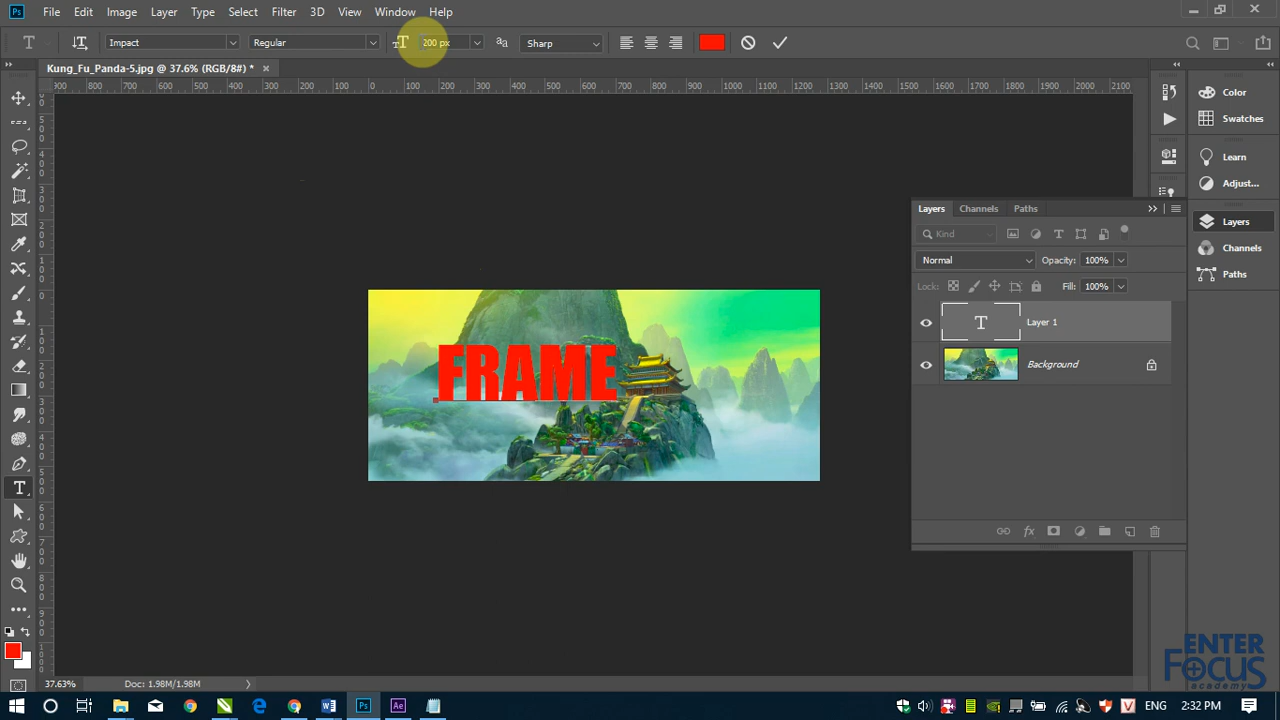 Ps File Edit Image Layer Type Select Filter 3D View Window Help
T Impact Regular 200 px aa Sharp
Kung_Fu_Panda-5.jpg @ 37.6% (RGB/8#) * ×
900 800 700 600 500 400 300 200 100 0 100 200 300 400 500 600 700 800 900 1000 1100 1200 1300 1400 1500 1600 1700 1800 1900 2000 2100
Color
Swatches
Learn
Adjust...
Layers
Channels
Paths
Layers Channels Paths
Kind
Normal Opacity: 100%
Lock: Fill: 100%
T Layer 1
Background
FRAME
ENTER
FOCUS
academy
37.63% Doc: 1.98M/1.98M
Ps Ae ENG 2:32 PM